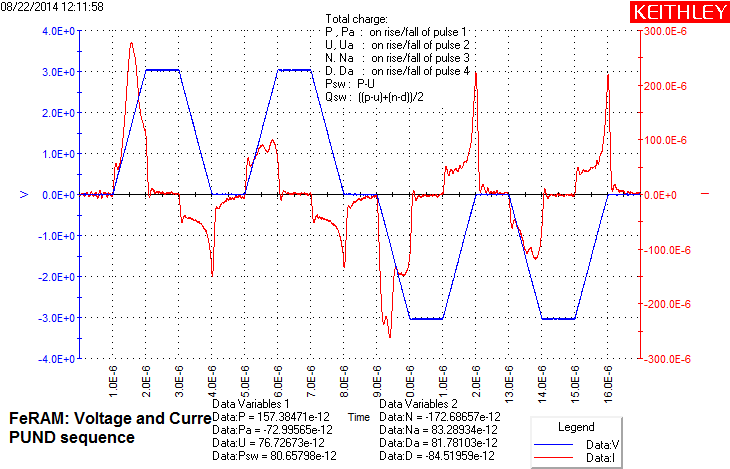 08/22/2014 12:11:58
KEITHLEY
Total charge:
P , Pa : on rise/fall of pulse 1
U, Ua : on rise/fall of pulse 2
N. Na : on rise/fall of pulse 3
D. Da : on rise/fall of pulse 4
Psw : P-U
Qsw : ((p-u)+(n-d))/2
4.0E+0
3.0E+0
2.0E+0
1.0E+0
0.0E+0
-1.0E+0
-2.0E+0
-3.0E+0
-4.0E+0
V
300.0E-6
200.0E-6
100.0E-6
0.0E+0
-100.0E-6
-200.0E-6
-300.0E-6
I
1.0E-6
2.0E-6
3.0E-6
4.0E-6
5.0E-6
6.0E-6
7.0E-6
8.0E-6
9.0E-6
0.0E-6
1.0E-6
2.0E-6
13.0E-6
14.0E-6
15.0E-6
16.0E-6
Time
FeRAM: Voltage and Curre
PUND sequence
Data Variables 1
Data:P = 157.38471e-12
Data:Pa = -72.99565e-12
Data:U = 76.72673e-12
Data:Psw = 80.65798e-12
Data Variables 2
Data:N = -172.68657e-12
Data:Na = 83.28934e-12
Data:Da = 81.78103e-12
Data:D = -84.51959e-12
Legend
Data:V
Data:I